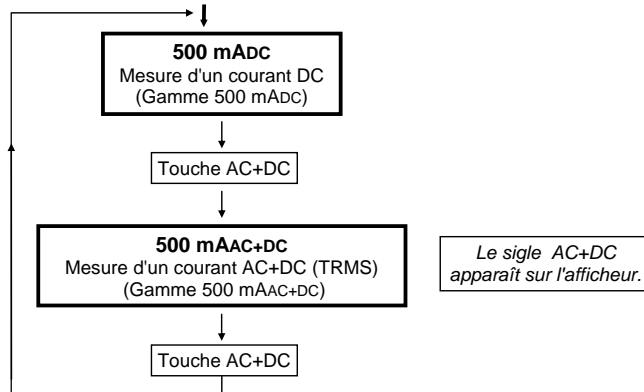 500 mADC
Mesure d'un courant DC
(Gamme 500 mADC)
Touche AC+DC
500 mAAC+DC
Mesure d'un courant AC+DC (TRMS)
(Gamme 500 mAAC+DC)
Le sigle AC+DC
apparaît sur l'afficheur.
Touche AC+DC